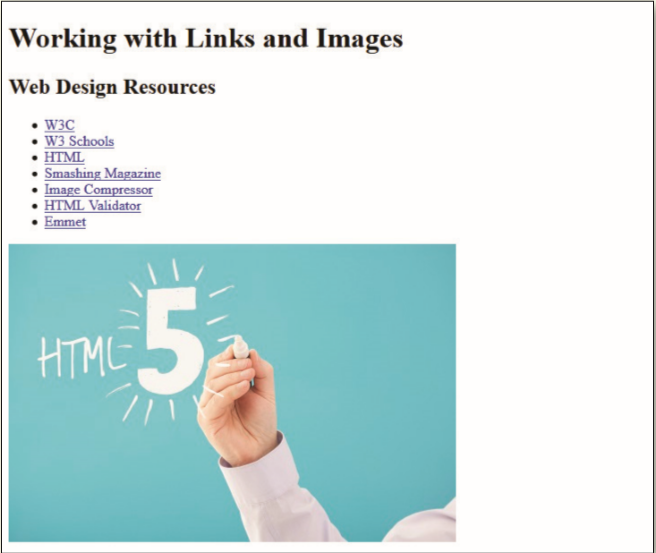 Working with Links and Images
Web Design Resources
W3C
W3 Schools
HTML
Smashing Magazine
Image Compressor
HTML Validator
Emmet
HTML 5